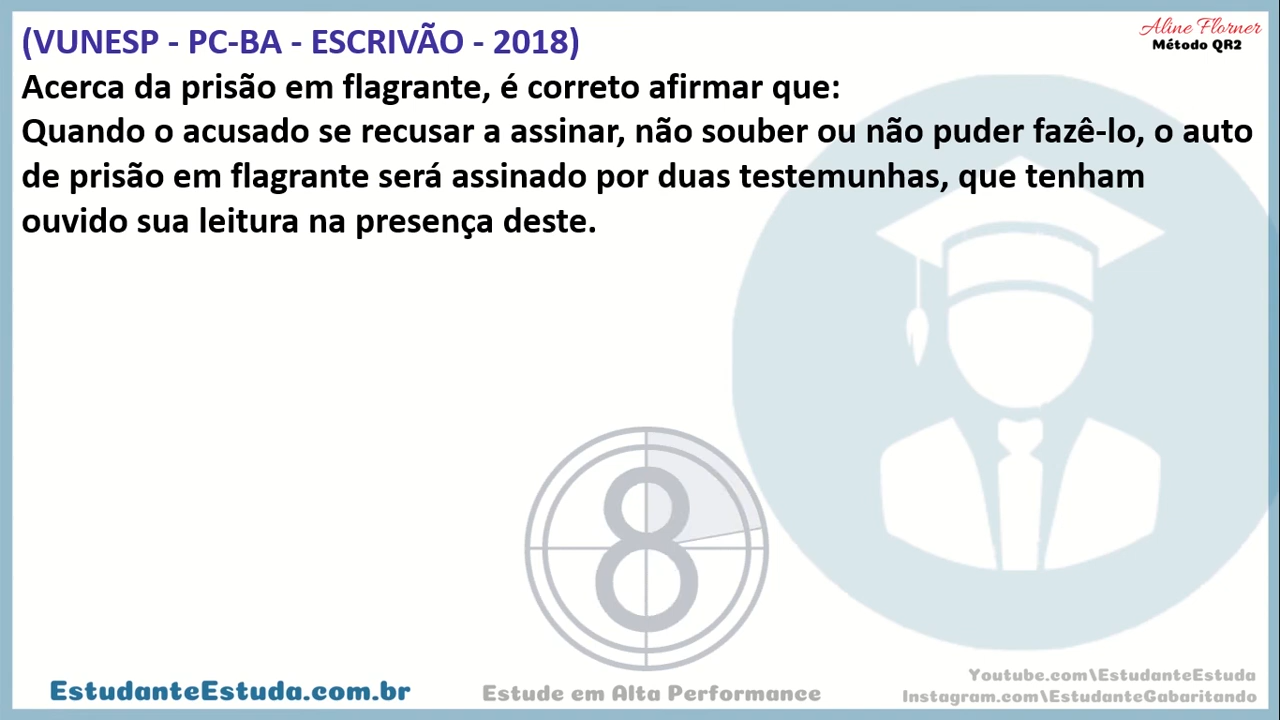 (VUNESP - PC-BA - ESCRIVÃO - 2018)
Aline Florner
Método QR2
Acerca da prisão em flagrante, é correto afirmar que:
Quando o acusado se recusar a assinar, não souber ou não puder fazê-lo, o auto
de prisão em flagrante será assinado por duas testemunhas, que tenham
ouvido sua leitura na presença deste.
8
EstudanteEstuda.com.br
Estude em Alta Performance
Youtube.com\EstudanteEstuda
Instagram.com\EstudanteGabaritando